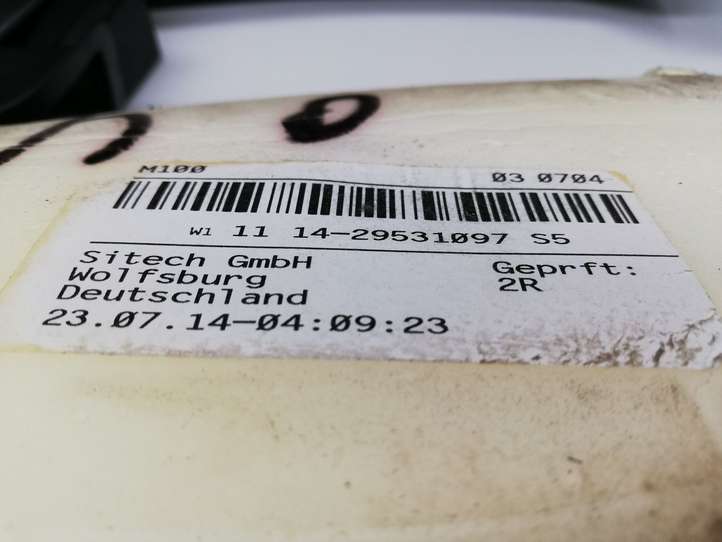 M100 03 0704
W1 11 14-29531097 S5
Sitech GmbH
Wolfsburg
Deutschland
23.07.14-04:09:23
Geprft:
2R